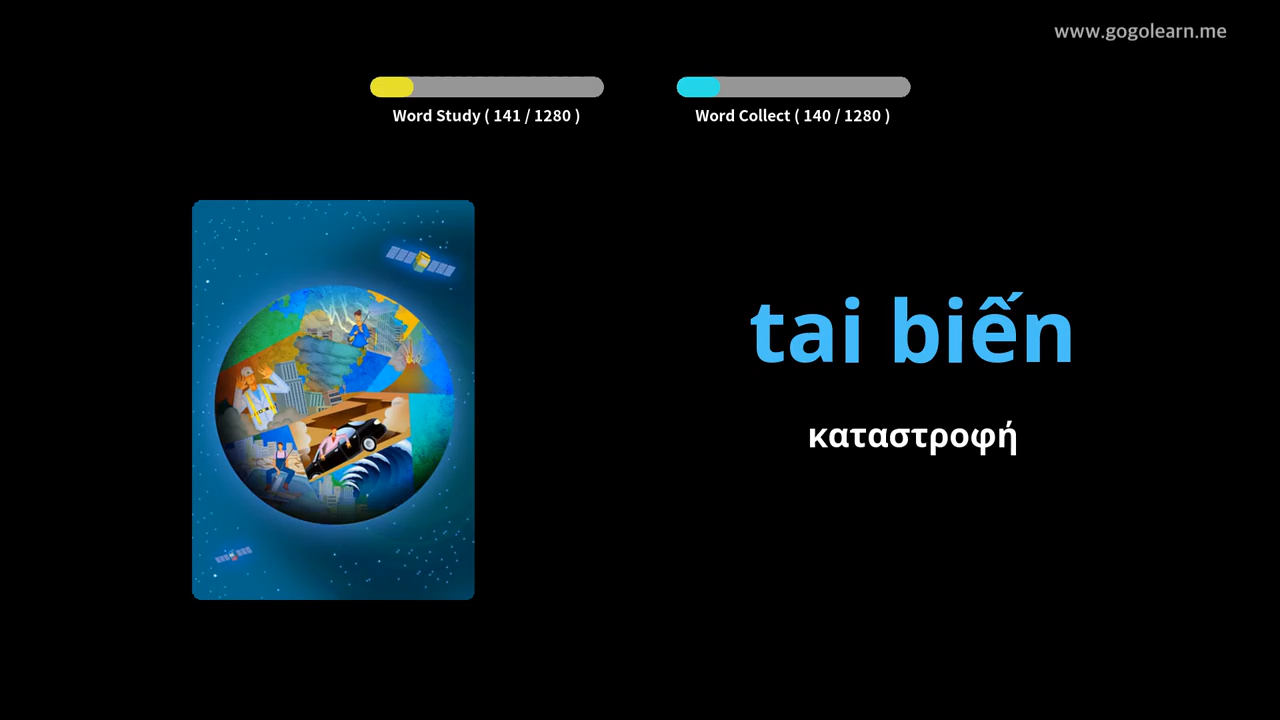 www.gogolearn.me
Word Study ( 141 / 1280 )
Word Collect ( 140 / 1280 )
tai biến
καταστροφή